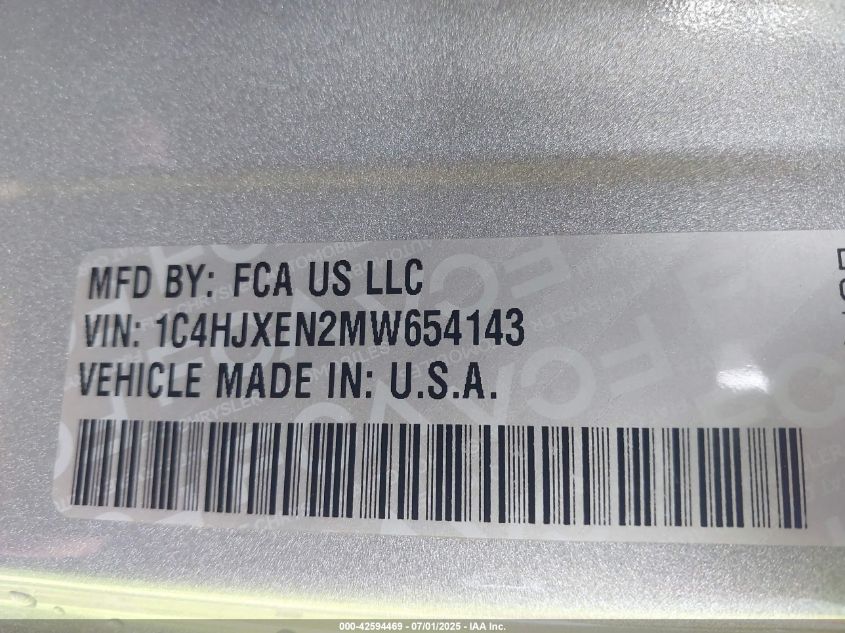 MFD BY: FCA US LLC
VIN: 1C4HJXEN2MW654143
VEHICLE MADE IN: U.S.A.
000-42594469 - 07/01/2025 - IAA Inc.